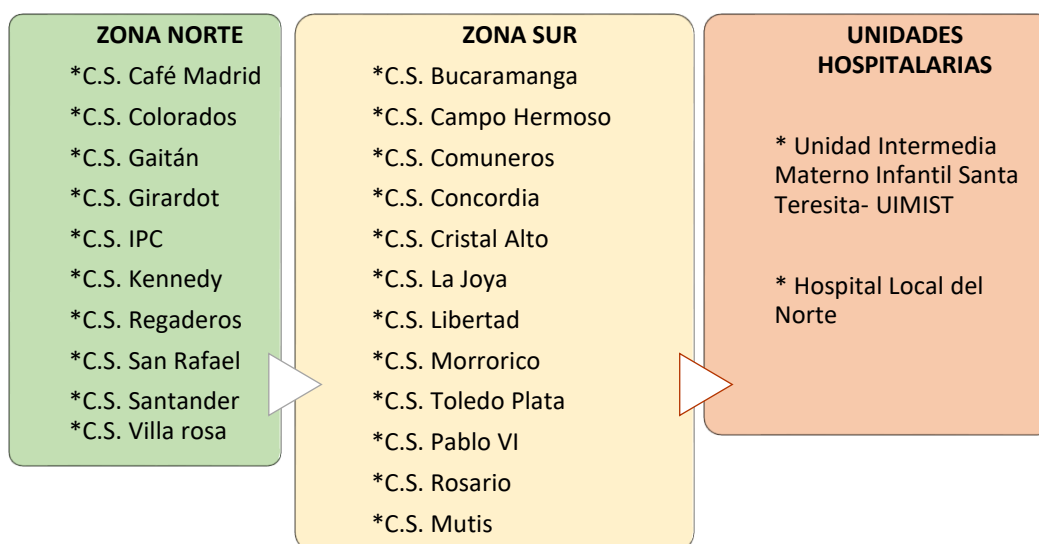 ZONA NORTE
*C.S. Café Madrid
*C.S. Colorados
*C.S. Gaitán
*C.S. Girardot
*C.S. IPC
*C.S. Kennedy
*C.S. Regaderos
*C.S. San Rafael
*C.S. Santander
*C.S. Villa rosa
ZONA SUR
*C.S. Bucaramanga
*C.S. Campo Hermoso
*C.S. Comuneros
*C.S. Concordia
*C.S. Cristal Alto
*C.S. La Joya
*C.S. Libertad
*C.S. Morrorico
*C.S. Toledo Plata
*C.S. Pablo VI
*C.S. Rosario
*C.S. Mutis
UNIDADES
HOSPITALARIAS
* Unidad Intermedia
Materno Infantil Santa
Teresita- UIMIST
* Hospital Local del
Norte